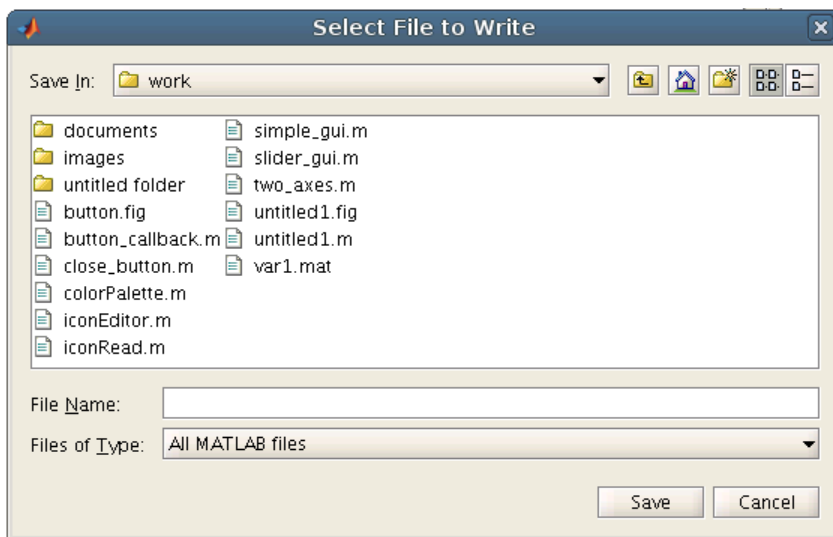 Select File to Write
Save In: work
documents
images
untitled folder
button.fig
button_callback.m
close_button.m
colorPalette.m
iconEditor.m
iconRead.m
simple_gui.m
slider_gui.m
two_axes.m
untitled1.fig
untitled1.m
var1.mat
File Name:
Files of Type: All MATLAB files
Save Cancel